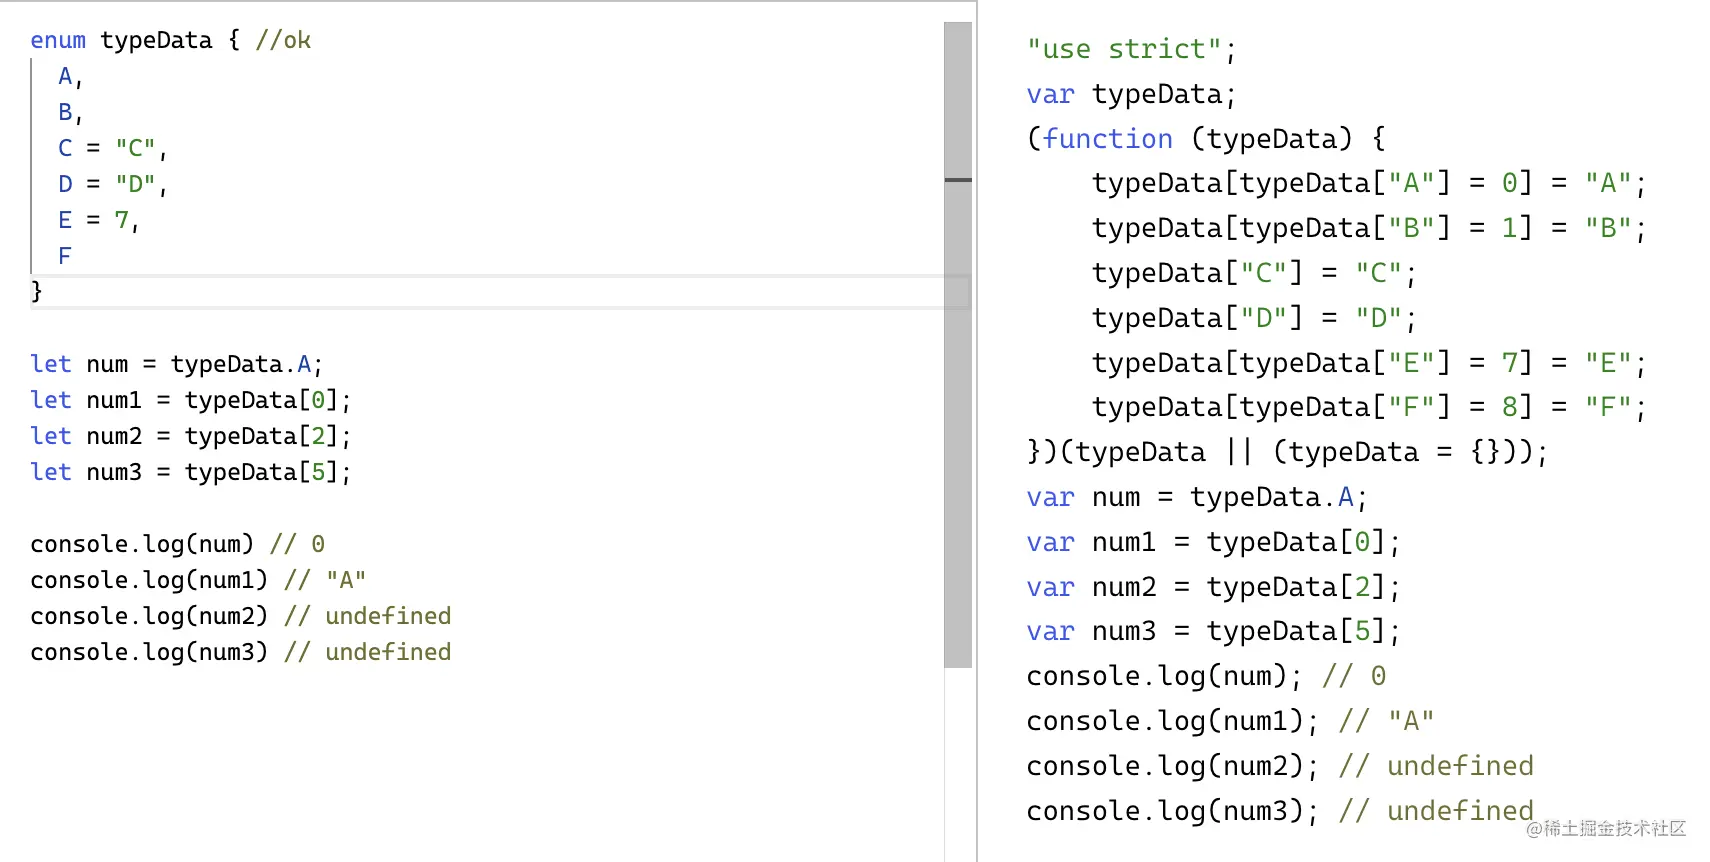 enum typeData { //ok
  A,
  B,
  C = "C",
  D = "D",
  E = 7,
  F
}

let num = typeData.A;
let num1 = typeData[0];
let num2 = typeData[2];
let num3 = typeData[5];

console.log(num) // 0
console.log(num1) // "A"
console.log(num2) // undefined
console.log(num3) // undefined
"use strict";
var typeData;
(function (typeData) {
    typeData[typeData["A"] = 0] = "A";
    typeData[typeData["B"] = 1] = "B";
    typeData["C"] = "C";
    typeData["D"] = "D";
    typeData[typeData["E"] = 7] = "E";
    typeData[typeData["F"] = 8] = "F";
})(typeData || (typeData = {}));
var num = typeData.A;
var num1 = typeData[0];
var num2 = typeData[2];
var num3 = typeData[5];
console.log(num); // 0
console.log(num1); // "A"
console.log(num2); // undefined
console.log(num3); // undefined
@稀土掘金技术社区